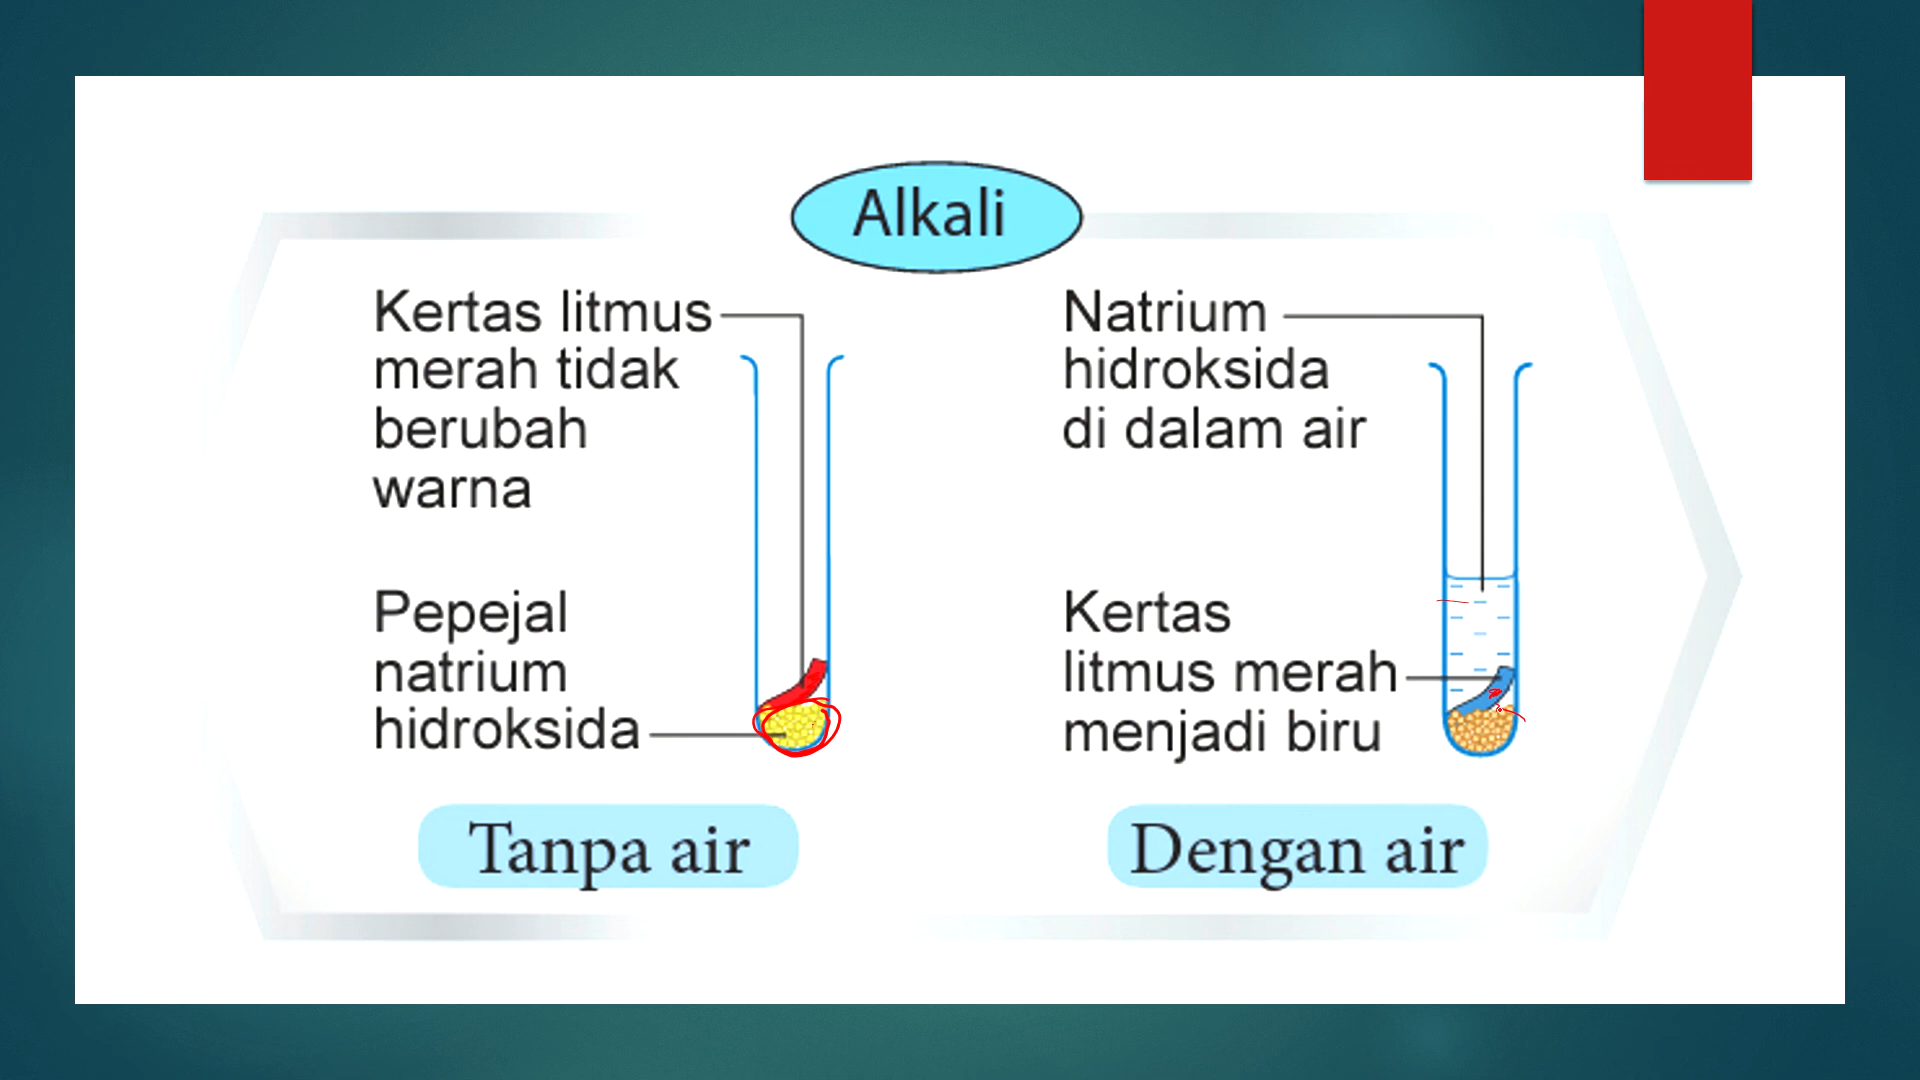 Alkali
Kertas litmus
merah tidak
berubah
warna
Pepejal
natrium
hidroksida
Tanpa air
Natrium
hidroksida
di dalam air
Kertas
litmus merah
menjadi biru
Dengan air